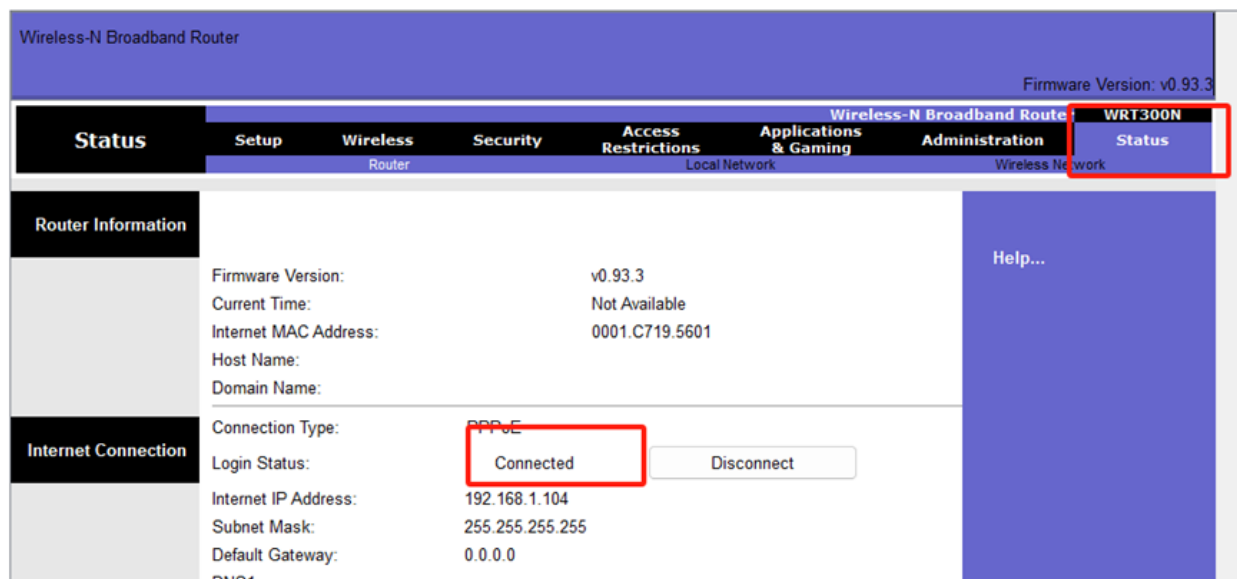 Wireless-N Broadband Router
Firmware Version: v0.93.3
Wireless-N Broadband Router WRT300N
Status Setup Wireless Security Access Restrictions Applications & Gaming Administration Status
Router Local Network Wireless Network
Router Information
Help...
Firmware Version: v0.93.3
Current Time: Not Available
Internet MAC Address: 0001.C719.5601
Host Name:
Domain Name:
Internet Connection
Connection Type: PPPoE
Login Status: Connected Disconnect
Internet IP Address: 192.168.1.104
Subnet Mask: 255.255.255.255
Default Gateway: 0.0.0.0